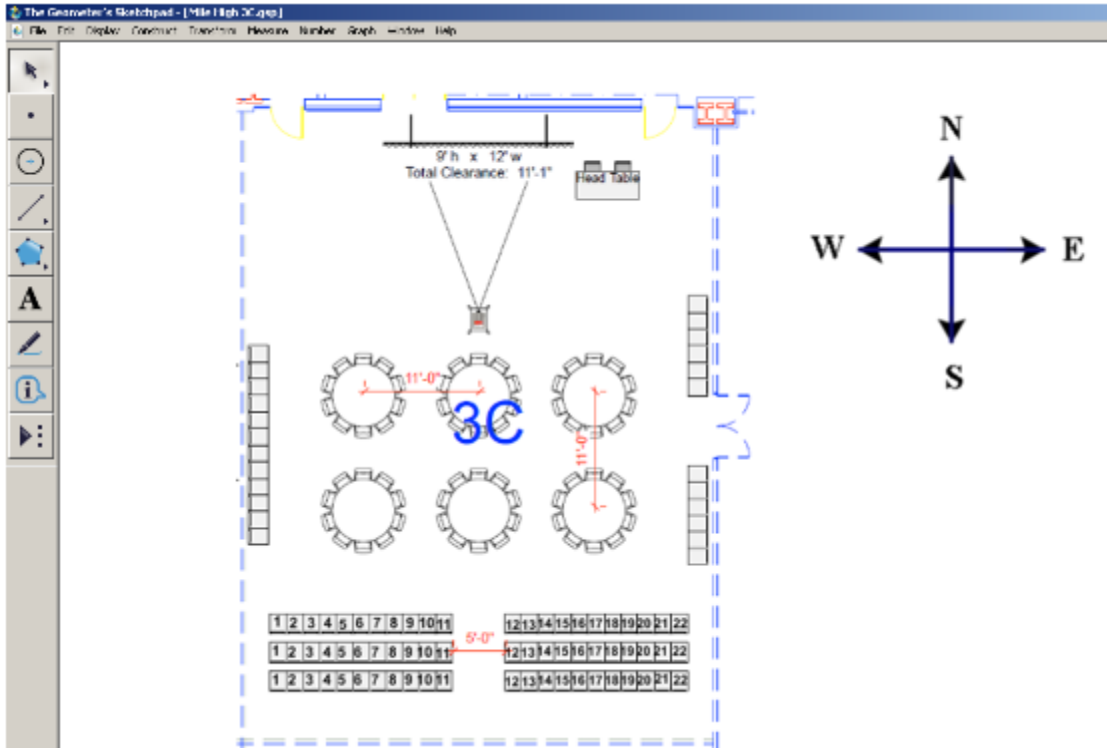 The Geometer's Sketchpad - [Mile High 3C.gsp]
File Edit Display Construct Transform Measure Number Graph Window Help
N
9' h x 12' w
Total Clearance: 11'-1"
Head Table
W E
A
S
11'-0"
3C
11'-0"
1 2 3 4 5 6 7 8 9 10 11 12 13 14 15 16 17 18 19 20 21 22
5'-0"
1 2 3 4 5 6 7 8 9 10 11 12 13 14 15 16 17 18 19 20 21 22
1 2 3 4 5 6 7 8 9 10 11 12 13 14 15 16 17 18 19 20 21 22